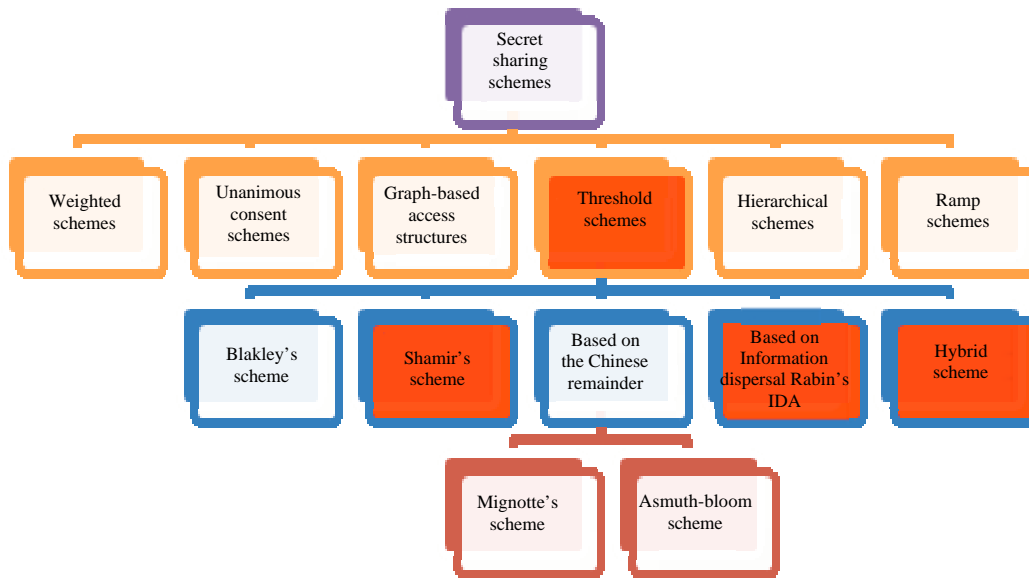 Secret
sharing
schemes
Weighted
schemes
Unanimous
consent
schemes
Graph-based
access
structures
Threshold
schemes
Hierarchical
schemes
Ramp
schemes
Blakley's
scheme
Shamir's
scheme
Based on
the Chinese
remainder
Based on
Information
dispersal Rabin's
IDA
Hybrid
scheme
Mignotte's
scheme
Asmuth-bloom
scheme